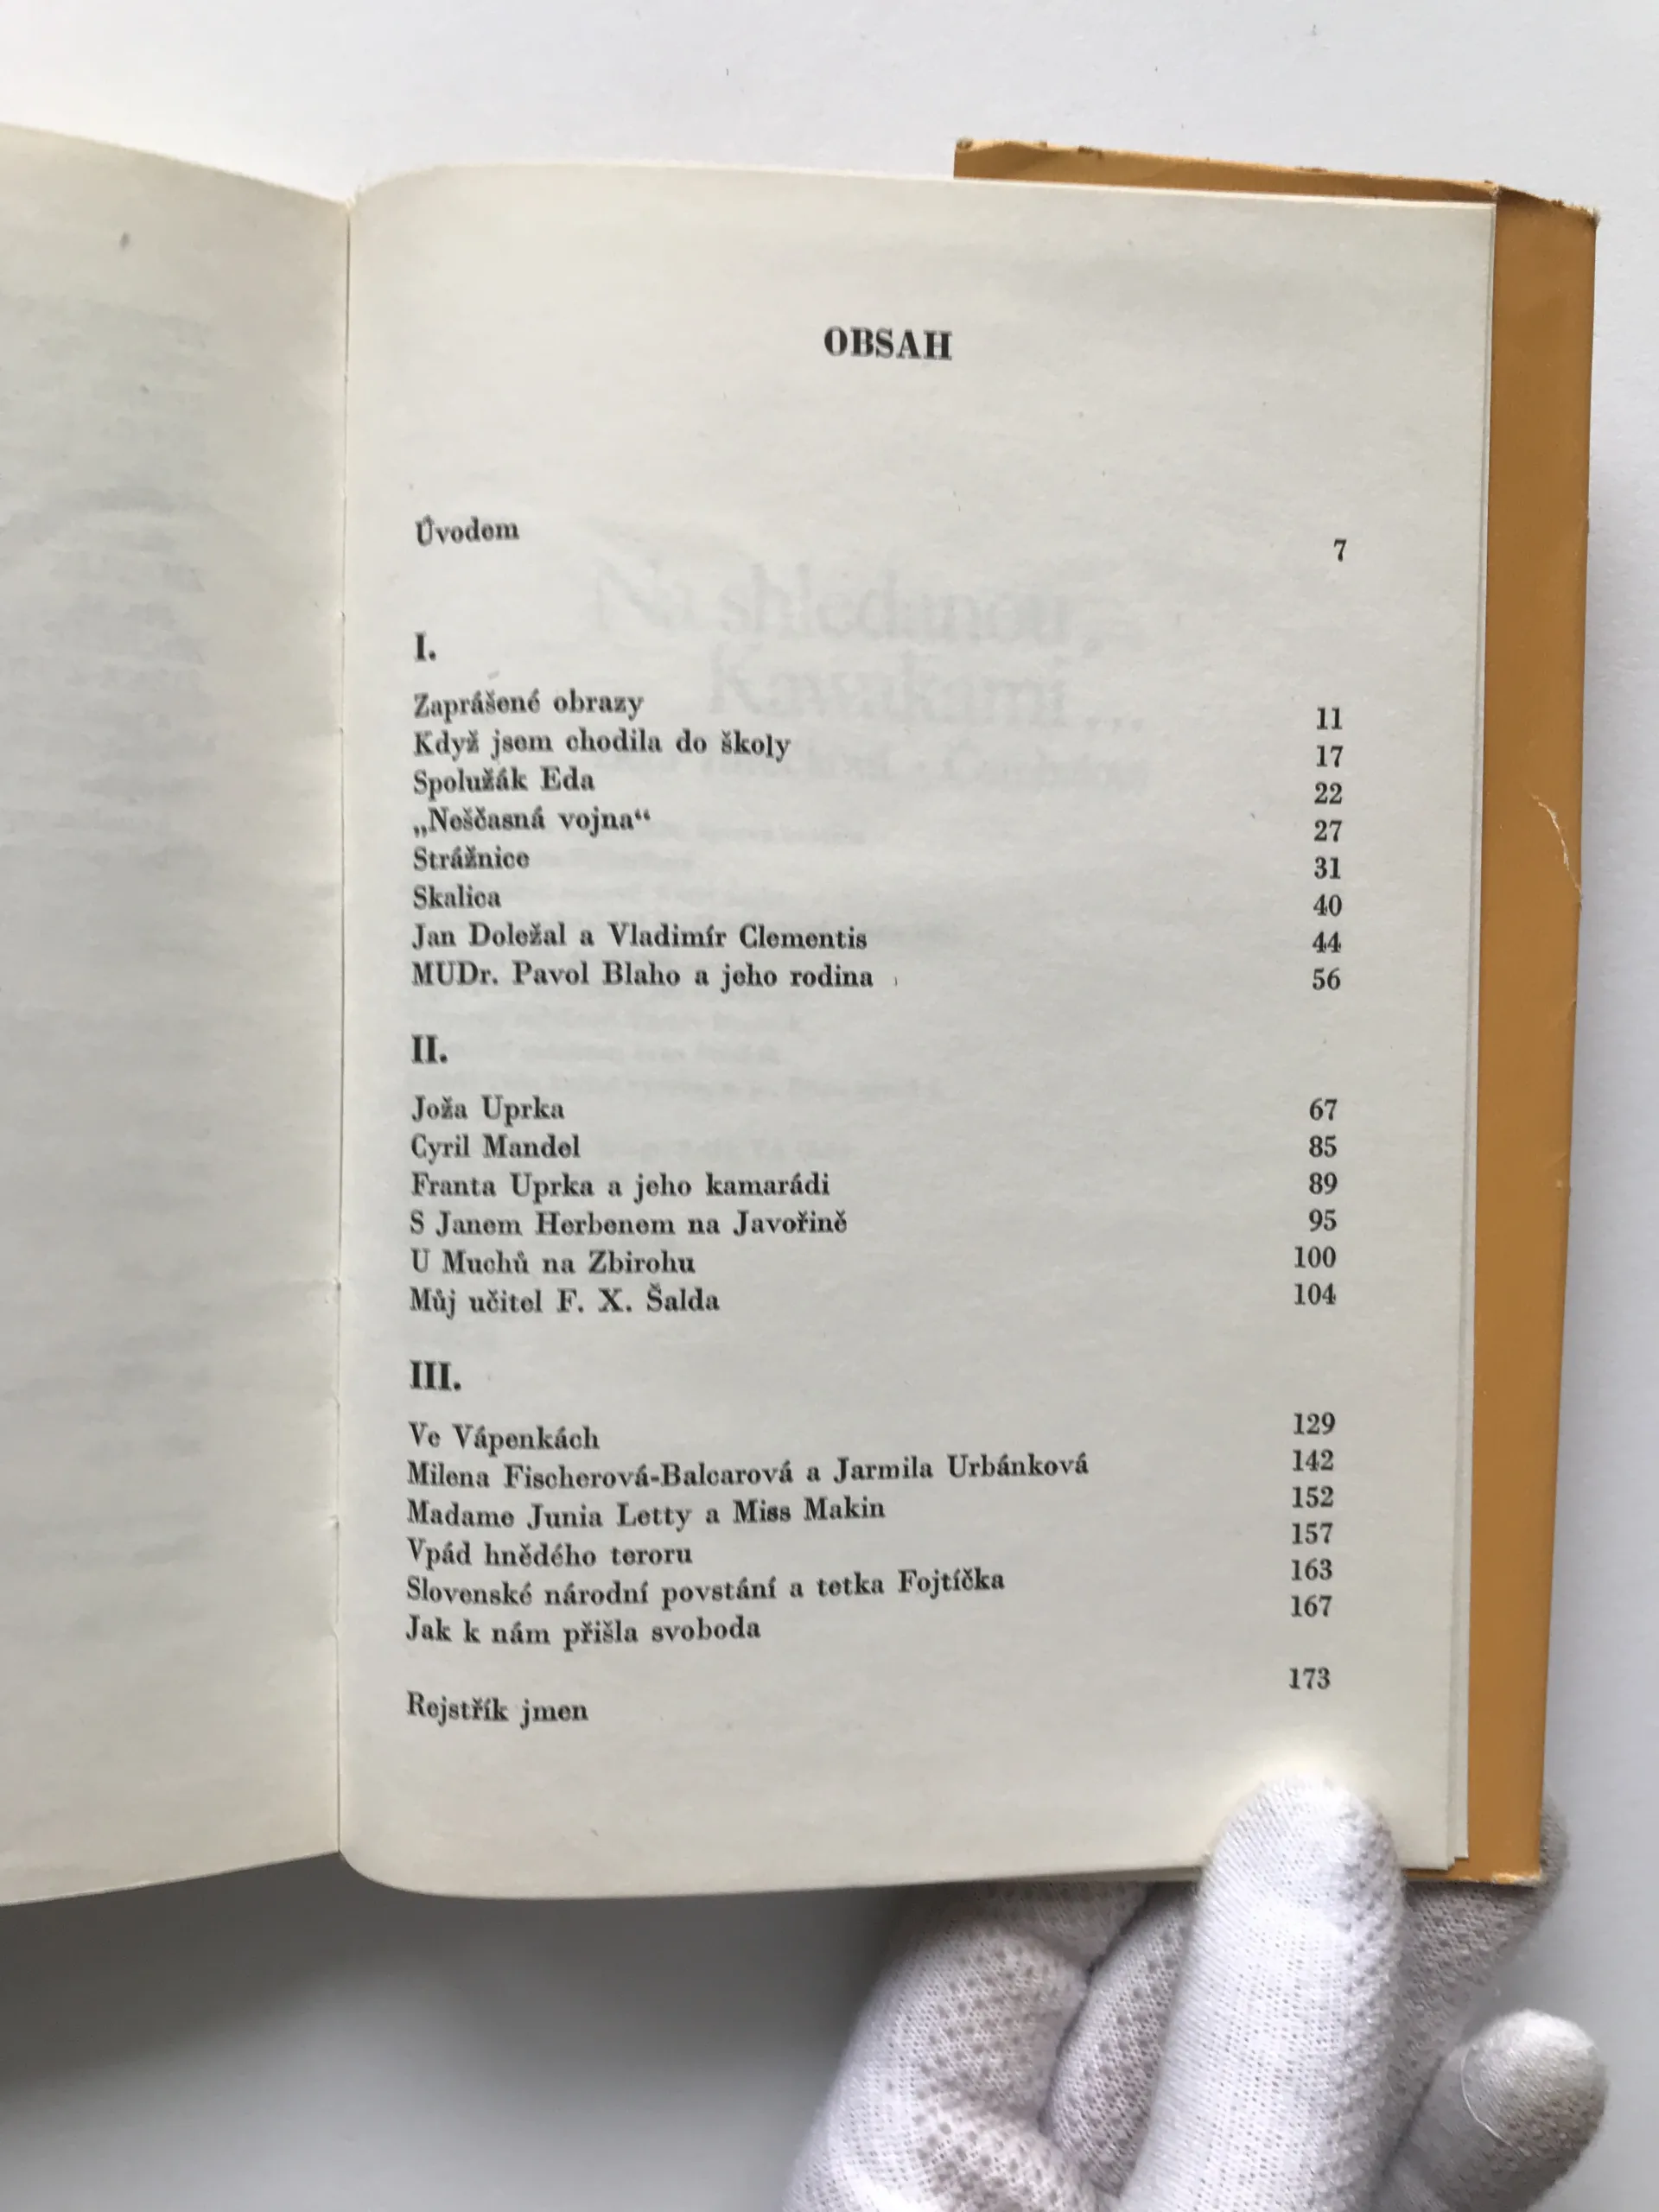 OBSAH
Úvodem 7
I.
Zaprášené obrazy 11
Když jsem chodila do školy 17
Spolužák Eda 22
„Neščasná vojna“ 27
Strážnice 31
Skalica 40
Jan Doležal a Vladimír Clementis 44
MUDr. Pavol Blaho a jeho rodina 56
II.
Joža Uprka 67
Cyril Mandel 85
Franta Uprka a jeho kamarádi 89
S Janem Herbenem na Javořině 95
U Muchů na Zbirohu 100
Můj učitel F. X. Šalda 104
III.
Ve Vápenkách 129
Milena Fischerová-Balcarová a Jarmila Urbánková 142
Madame Junia Letty a Miss Makin 152
Vpád hnědého teroru 157
Slovenské národní povstání a tetka Fojtíčka 163
Jak k nám přišla svoboda 167
Rejstřík jmen 173
Na shledanou,
Kawakami...